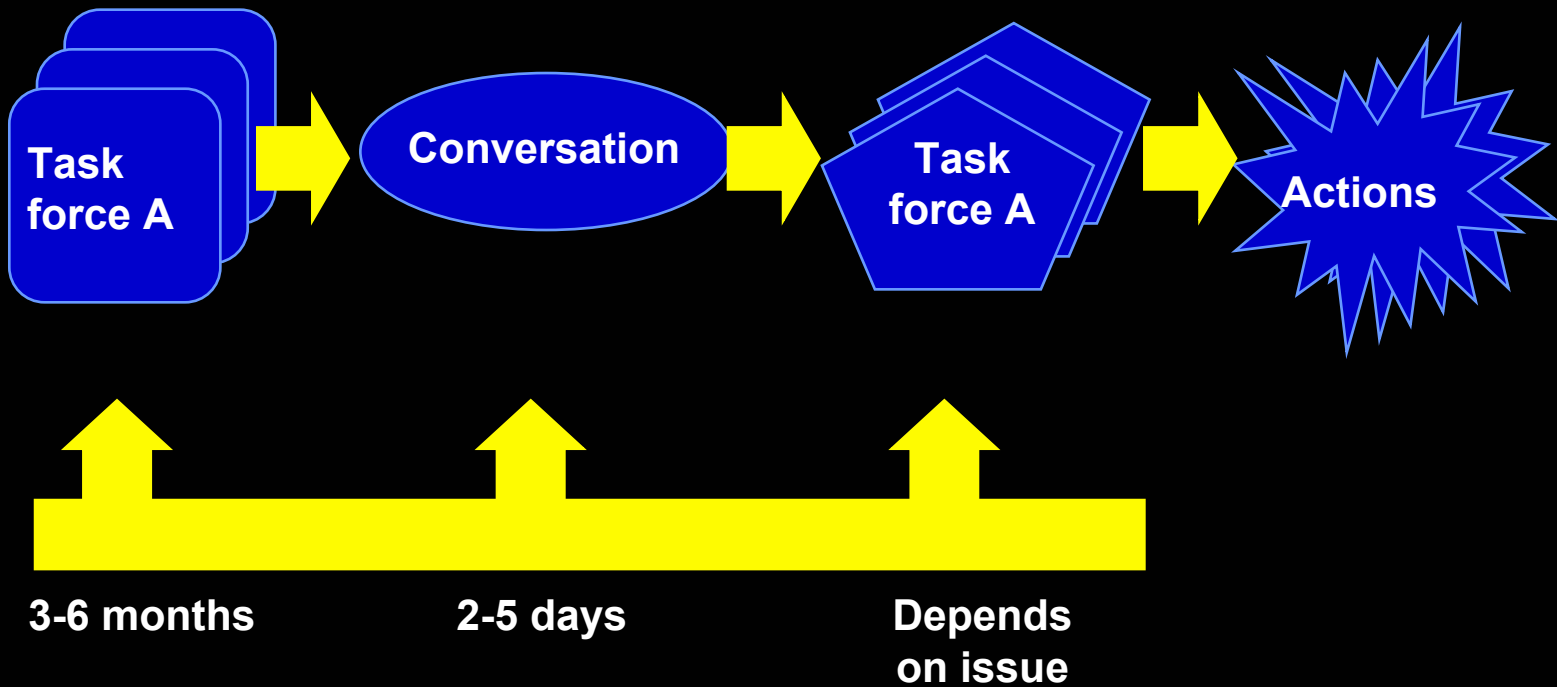 Task
force A
Conversation
Task
force A
Actions
3-6 months
2-5 days
Depends
on issue